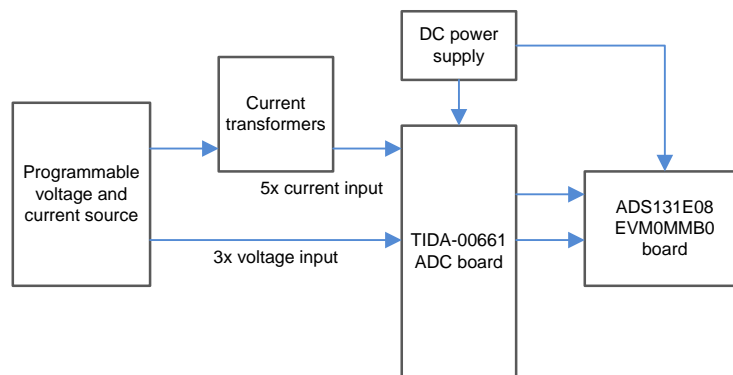 DC power
supply
Current
transformers
Programmable
voltage and
current source
5x current input
3x voltage input
TIDA-00661
ADC board
ADS131E08
EVM0MMB0
board